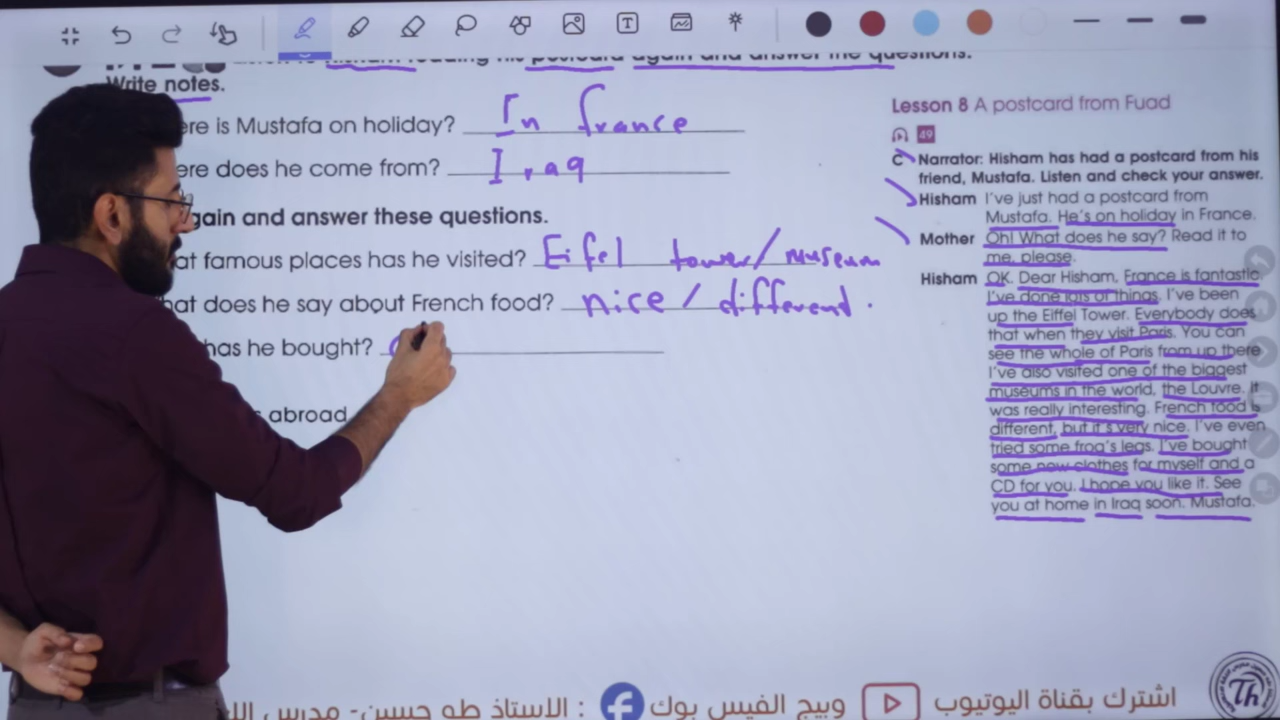 reading his postcard again and answer the questions.
Write notes.
ere is Mustafa on holiday? In france
ere does he come from? Iraq
gain and answer these questions.
at famous places has he visited? Eifel tower/museum
hat does he say about French food? nice / different.
has he bought?
abroad
Lesson 8 A postcard from Fuad
49
C Narrator: Hisham has had a postcard from his
friend, Mustafa. Listen and check your answer.
Hisham I've just had a postcard from
Mustafa. He's on holiday in France.
Mother Oh! What does he say? Read it to
me, please.
Hisham OK. Dear Hisham, France is fantastic.
I've done lots of things. I've been
up the Eiffel Tower. Everybody does
that when they visit Paris. You can
see the whole of Paris from up there
I've also visited one of the biggest
museums in the world, the Louvre. It
was really interesting. French food is
different, but it's very nice. I've even
tried some frog's legs. I've bought
some new clothes for myself and a
CD for you. I hope you like it. See
you at home in Iraq soon. Mustafa.
اشترك بقناة اليوتيوب وبيج الفيس بوك : الاستاذ طه حسين- مدرس
Th